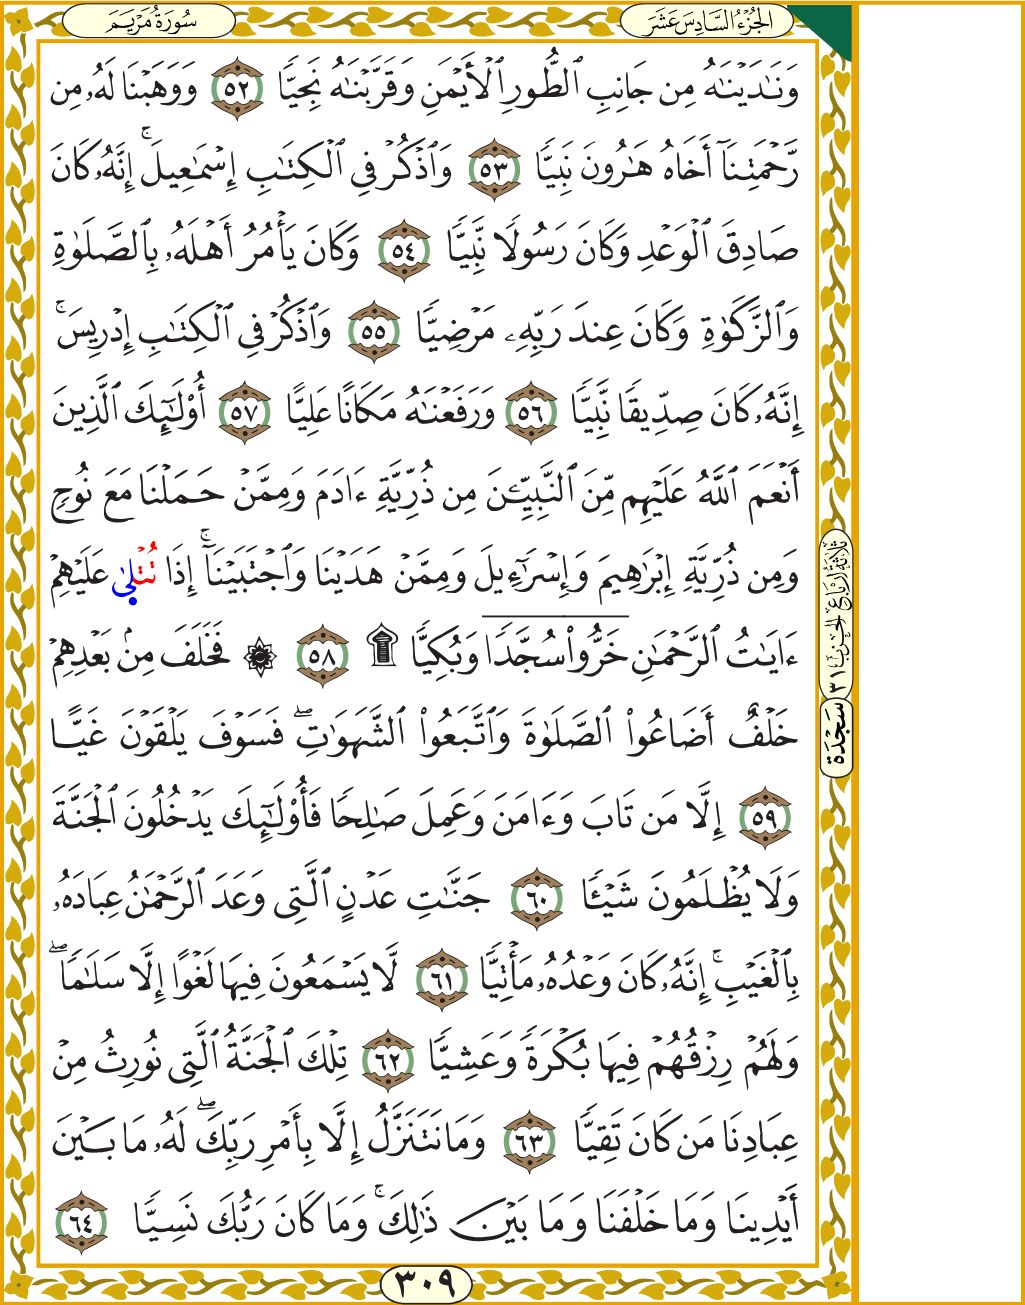 الجُزْءُ السَّادِسَ عَشَرَ
سُورَةُ مَرْيَمَ
وَنَٰدَيْنَٰهُ مِن جَانِبِ ٱلطُّورِ ٱلْأَيْمَنِ وَقَرَّبْنَٰهُ نَجِيًّا ٥٢ وَوَهَبْنَا لَهُۥ مِن
رَّحْمَتِنَآ أَخَاهُ هَٰرُونَ نَبِيًّا ٥٣ وَٱذْكُرْ فِى ٱلْكِتَٰبِ إِسْمَٰعِيلَ ۚ إِنَّهُۥ كَانَ
صَادِقَ ٱلْوَعْدِ وَكَانَ رَسُولًا نَّبِيًّا ٥٤ وَكَانَ يَأْمُرُ أَهْلَهُۥ بِٱلصَّلَوٰةِ
وَٱلزَّكَوٰةِ وَكَانَ عِندَ رَبِّهِۦ مَرْضِيًّا ٥٥ وَٱذْكُرْ فِى ٱلْكِتَٰبِ إِدْرِيسَ ۚ
إِنَّهُۥ كَانَ صِدِّيقًا نَّبِيًّا ٥٦ وَرَفَعْنَٰهُ مَكَانًا عَلِيًّا ٥٧ أُو۟لَٰٓئِكَ ٱلَّذِينَ
أَنْعَمَ ٱللَّهُ عَلَيْهِم مِّنَ ٱلنَّبِيِّۦنَ مِن ذُرِّيَّةِ ءَادَمَ وَمِمَّنْ حَمَلْنَا مَعَ نُوحٍ
وَمِن ذُرِّيَّةِ إِبْرَٰهِيمَ وَإِسْرَٰٓءِيلَ وَمِمَّنْ هَدَيْنَا وَٱجْتَبَيْنَآ ۚ إِذَا تُتْلَىٰ عَلَيْهِمْ
ءَايَٰتُ ٱلرَّحْمَٰنِ خَرُّوا۟ سُجَّدًا وَبُكِيًّا ۩ ٥٨ ۞ فَخَلَفَ مِنۢ بَعْدِهِمْ
خَلْفٌ أَضَاعُوا۟ ٱلصَّلَوٰةَ وَٱتَّبَعُوا۟ ٱلشَّهَوَٰتِ ۖ فَسَوْفَ يَلْقَوْنَ غَيًّا
٥٩ إِلَّا مَن تَابَ وَءَامَنَ وَعَمِلَ صَٰلِحًا فَأُو۟لَٰٓئِكَ يَدْخُلُونَ ٱلْجَنَّةَ
وَلَا يُظْلَمُونَ شَيْـًٔا ٦٠ جَنَّٰتِ عَدْنٍ ٱلَّتِى وَعَدَ ٱلرَّحْمَٰنُ عِبَادَهُۥ
بِٱلْغَيْبِ ۚ إِنَّهُۥ كَانَ وَعْدُهُۥ مَأْتِيًّا ٦١ لَّا يَسْمَعُونَ فِيهَا لَغْوًا إِلَّا سَلَٰمًا ۖ
وَلَهُمْ رِزْقُهُمْ فِيهَا بُكْرَةً وَعَشِيًّا ٦٢ تِلْكَ ٱلْجَنَّةُ ٱلَّتِى نُورِثُ مِنْ
عِبَادِنَا مَن كَانَ تَقِيًّا ٦٣ وَمَا نَتَنَزَّلُ إِلَّا بِأَمْرِ رَبِّكَ ۖ لَهُۥ مَا بَيْنَ
أَيْدِينَا وَمَا خَلْفَنَا وَمَا بَيْنَ ذَٰلِكَ ۚ وَمَا كَانَ رَبُّكَ نَسِيًّا ٦٤
ثَلَاثَةُ أَرْبَاعِ الحِزْبِ ٣١
سَجْدَة
٣٠٩